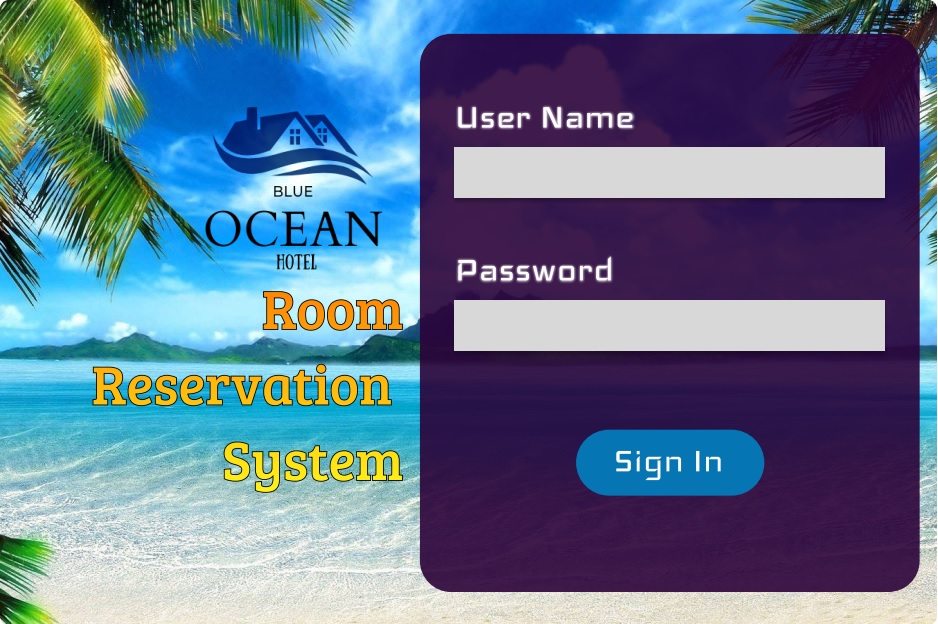 BLUE
OCEAN
HOTEL
Room
Reservation
System
User Name
Password
Sign In